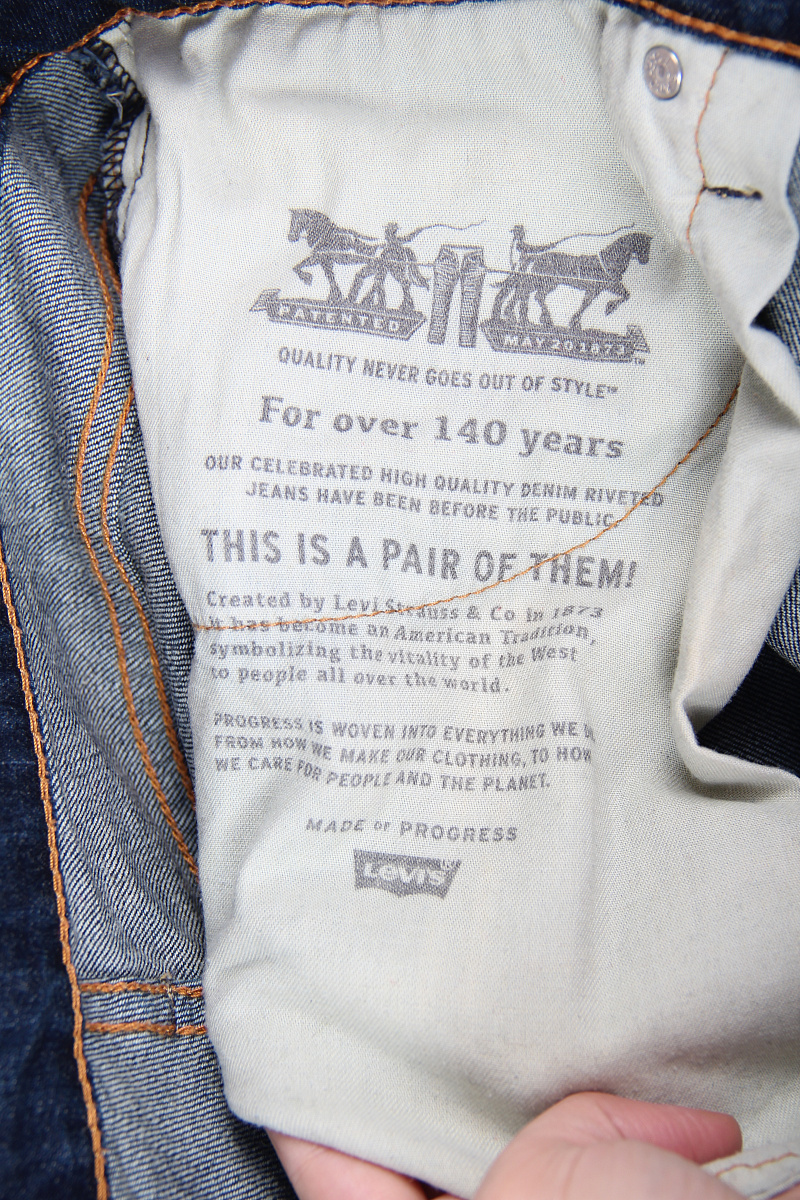 PATENTED
MAY 20 1873 ™
QUALITY NEVER GOES OUT OF STYLE™
For over 140 years
OUR CELEBRATED HIGH QUALITY DENIM RIVETED
JEANS HAVE BEEN BEFORE THE PUBLIC.
THIS IS A PAIR OF THEM!
Created by Levi Strauss & Co in 1873
it has become an American Tradition,
symbolizing the vitality of the West
to people all over the world.
PROGRESS IS WOVEN INTO EVERYTHING WE
FROM HOW WE MAKE OUR CLOTHING, TO HOW
WE CARE FOR PEOPLE AND THE PLANET.
MADE OF PROGRESS
LEVI'S